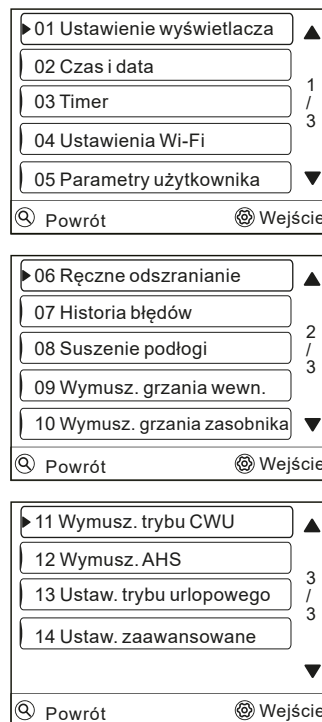 01 Ustawienie wyświetlacza
02 Czas i data
03 Timer
04 Ustawienia Wi-Fi
05 Parametry użytkownika
1
/
3
Powrót Wejście
06 Ręczne odszranianie
07 Historia błędów
08 Suszenie podłogi
09 Wymusz. grzania wewn.
10 Wymusz. grzania zasobnika
2
/
3
Powrót Wejście
11 Wymusz. trybu CWU
12 Wymusz. AHS
13 Ustaw. trybu urlopowego
14 Ustaw. zaawansowane
3
/
3
Powrót Wejście